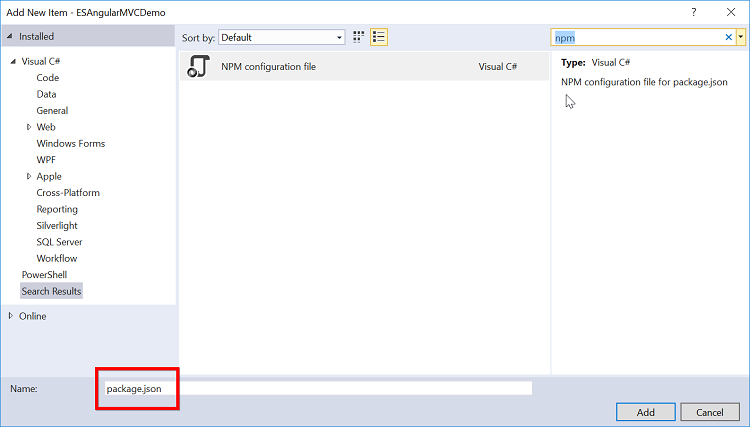 Add New Item - ESAngularMVCDemo
?
Installed
Sort by: Default
npm
Visual C#
Code
Data
General
Web
Windows Forms
WPF
Apple
Cross-Platform
Reporting
Silverlight
SQL Server
Workflow
PowerShell
Search Results
Online
NPM configuration file Visual C#
Type: Visual C#
NPM configuration file for package.json
Name: package.json
Add Cancel